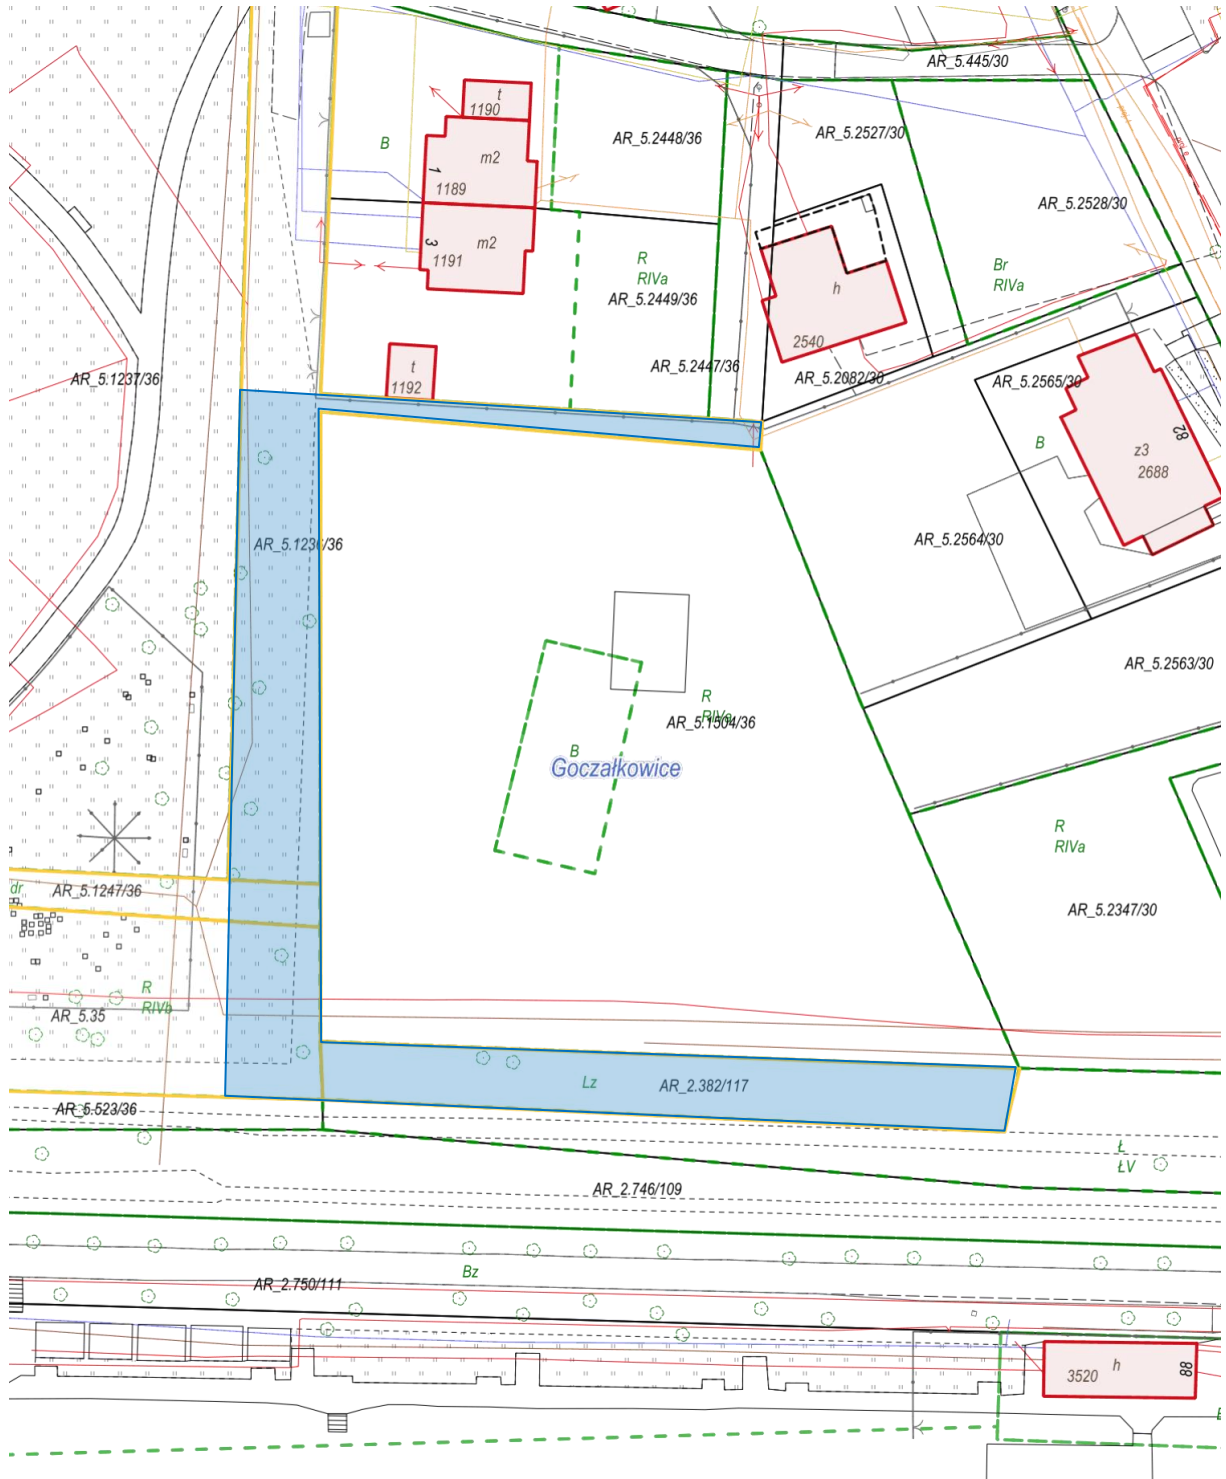 AR_5.445/30
t
1190
AR_5.2448/36
AR_5.2527/30
B
m2
1
1189
AR_5.2528/30
3
m2
1191
R
RIVa
AR_5.2449/36
Br
RIVa
h
2540
t
1192
AR_5.1237/36
AR_5.2447/36
AR_5.2082/30
AR_5.2565/30
B
82
z3
2688
AR_5.1236/36
AR_5.2564/30
AR_5.2563/30
R
RIVa
AR_5.1504/36
B
Goczałkowice
R
RIVa
dr
AR_5.1247/36
AR_2347/30
R
RIVb
AR_5.35
Lz
AR_2.382/117
AR_5.523/36
Ł
ŁV
AR_2.746/109
Bz
AR_2.750/111
h
3520
88